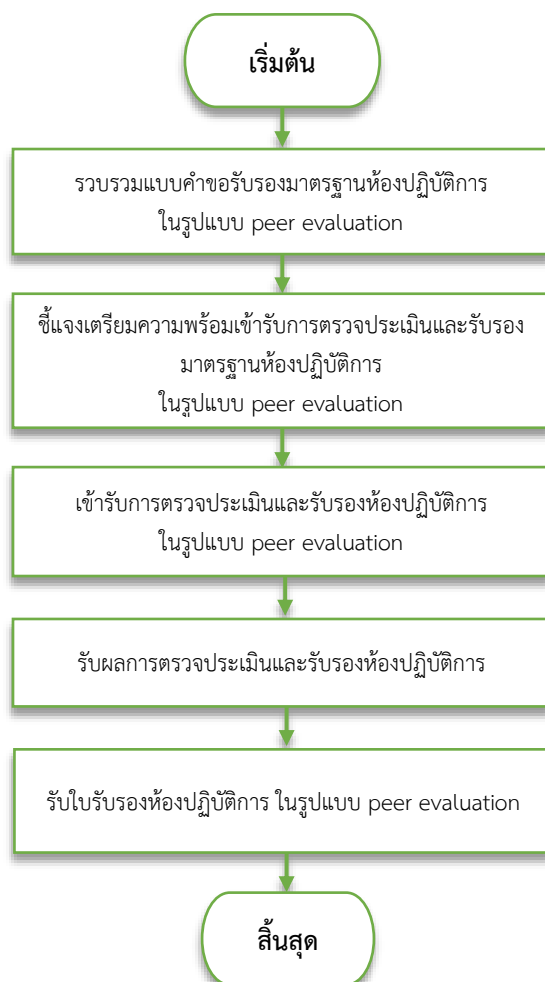 เริ่มต้น
รวบรวมแบบคำขอรับรองมาตรฐานห้องปฏิบัติการ
ในรูปแบบ peer evaluation
ชี้แจงเตรียมความพร้อมเข้ารับการตรวจประเมินและรับรอง
มาตรฐานห้องปฏิบัติการ
ในรูปแบบ peer evaluation
เข้ารับการตรวจประเมินและรับรองห้องปฏิบัติการ
ในรูปแบบ peer evaluation
รับผลการตรวจประเมินและรับรองห้องปฏิบัติการ
รับใบรับรองห้องปฏิบัติการ ในรูปแบบ peer evaluation
สิ้นสุด